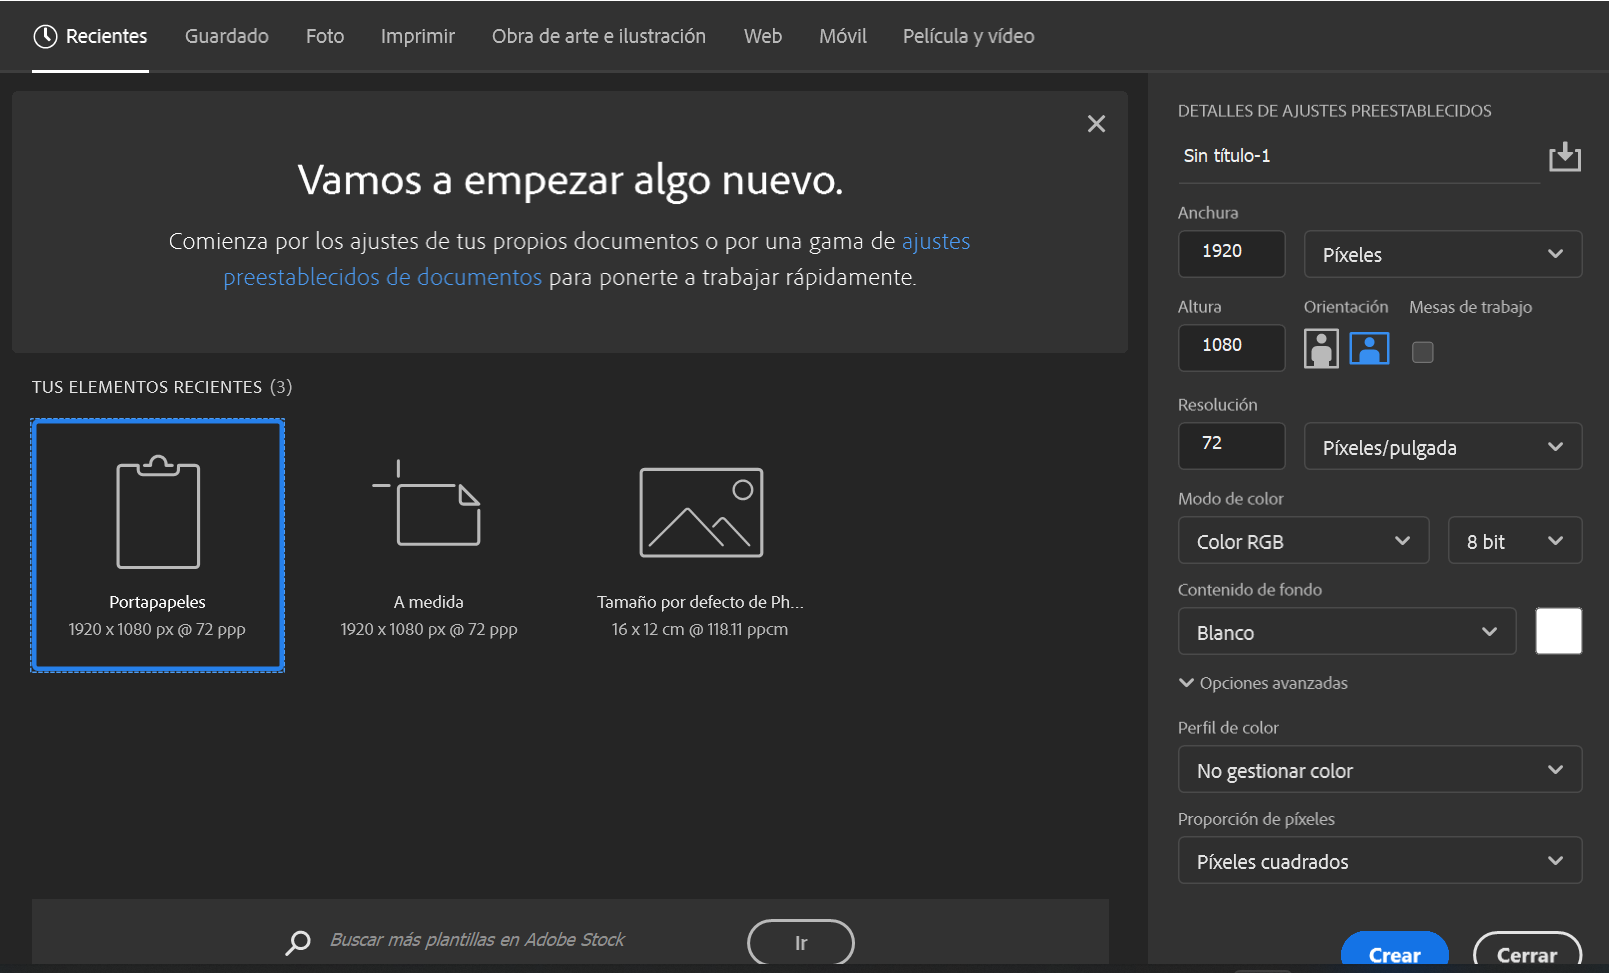 Recientes Guardado Foto Imprimir Obra de arte e ilustración Web Móvil Película y vídeo
Vamos a empezar algo nuevo.
Comienza por los ajustes de tus propios documentos o por una gama de ajustes
preestablecidos de documentos para ponerte a trabajar rápidamente.
TUS ELEMENTOS RECIENTES (3)
Portapapeles
1920 x 1080 px @ 72 ppp
A medida
1920 x 1080 px @ 72 ppp
Tamaño por defecto de Ph...
16 x 12 cm @ 118.11 ppcm
Buscar más plantillas en Adobe Stock
Ir
DETALLES DE AJUSTES PREESTABLECIDOS
Sin título-1
Anchura
1920 Píxeles
Altura Orientación Mesas de trabajo
1080
Resolución
72 Píxeles/pulgada
Modo de color
Color RGB 8 bit
Contenido de fondo
Blanco
Opciones avanzadas
Perfil de color
No gestionar color
Proporción de píxeles
Píxeles cuadrados
Crear Cerrar